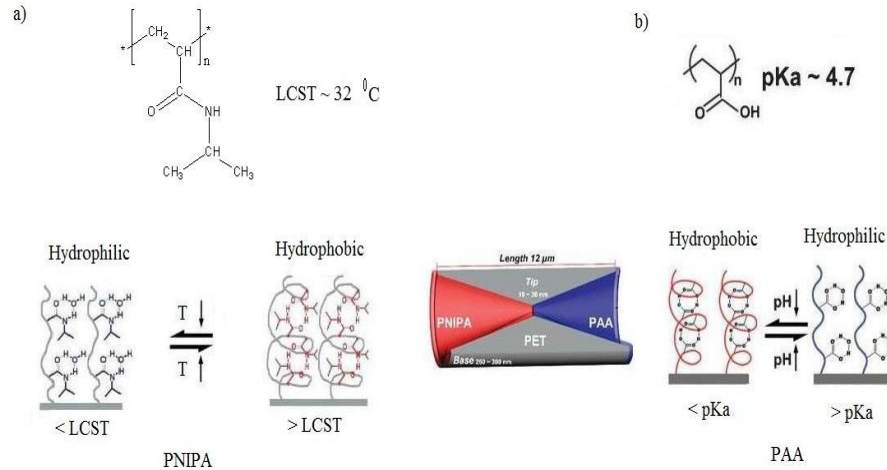 a)
b)
*
CH₂
*
CH
n
O
C
NH
CH
CH₃
CH₃
LCST ~ 32 ⁰C
n
pKa ~ 4.7
O
OH
Hydrophilic
Hydrophobic
T
T
< LCST
> LCST
PNIPA
Length 12 µm
Tip
PNIPA
PAA
PET
Hydrophobic
Hydrophilic
pH
pH
< pKa
> pKa
PAA